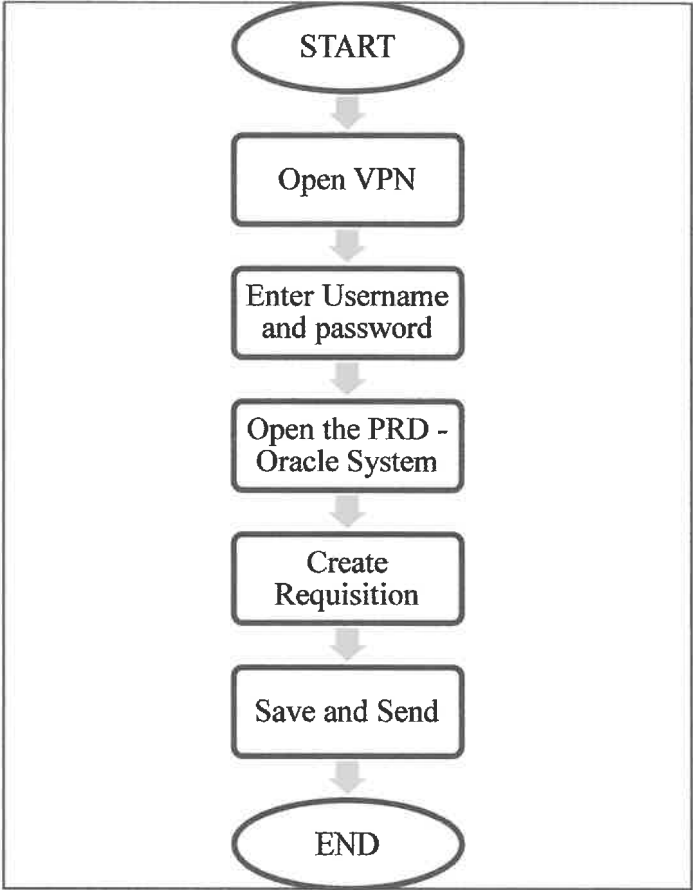 START
Open VPN
Enter Username
and password
Open the PRD -
Oracle System
Create
Requisition
Save and Send
END